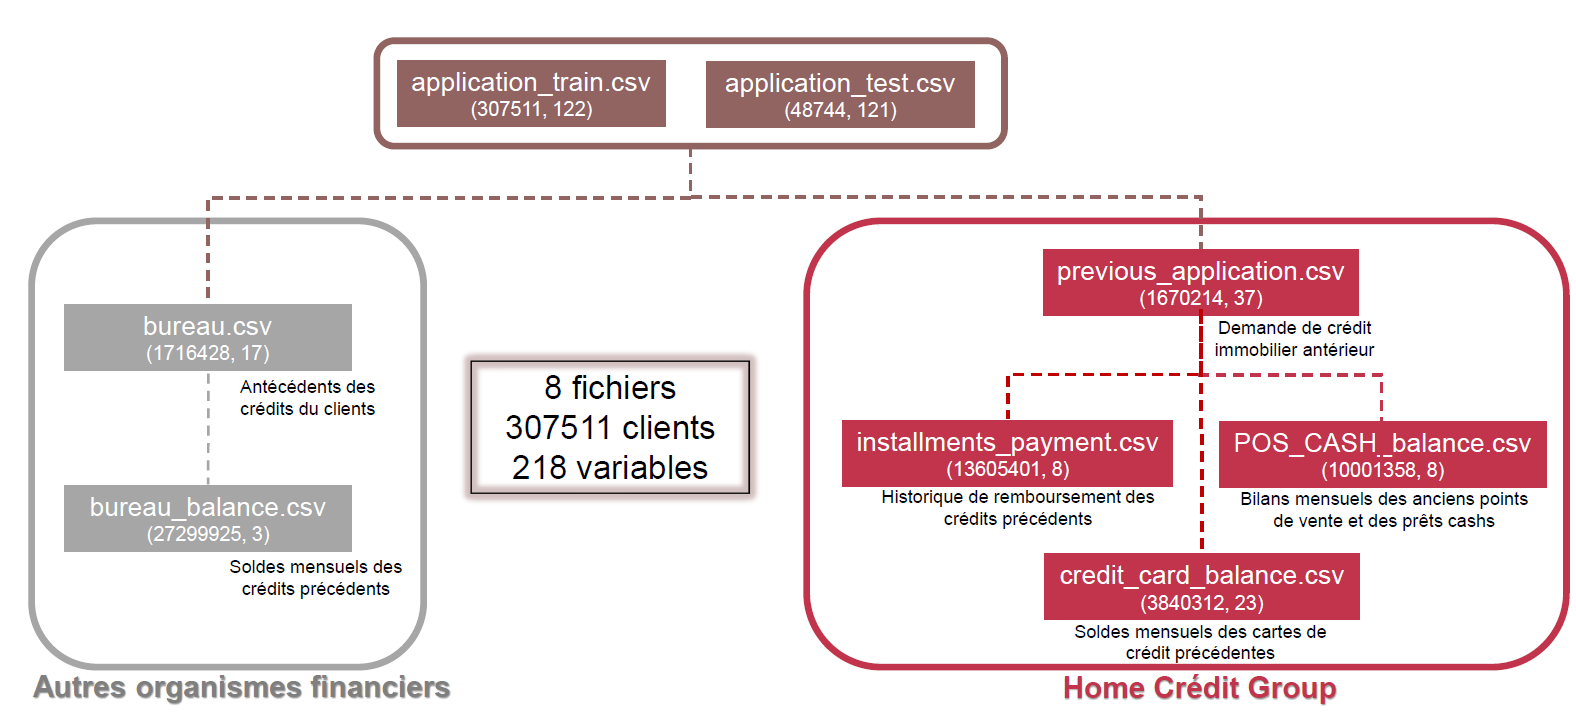 application_train.csv
(307511, 122)
application_test.csv
(48744, 121)
bureau.csv
(1716428, 17)
Antécédents des
crédits du clients
bureau_balance.csv
(27299925, 3)
Soldes mensuels des
crédits précédents
Autres organismes financiers
8 fichiers
307511 clients
218 variables
previous_application.csv
(1670214, 37)
Demande de crédit
immobilier antérieur
installments_payment.csv
(13605401, 8)
Historique de remboursement des
crédits précédents
POS_CASH_balance.csv
(10001358, 8)
Bilans mensuels des anciens points
de vente et des prêts cashs
credit_card_balance.csv
(3840312, 23)
Soldes mensuels des cartes de
crédit précédentes
Home Crédit Group